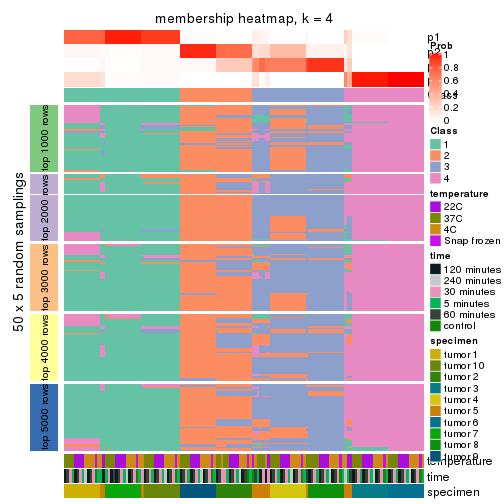 membership heatmap, k = 4
p1
Prob
1
0.8
0.6
0.4
0.2
0
Class
1
2
3
4
temperature
22C
37C
4C
Snap frozen
time
120 minutes
240 minutes
30 minutes
5 minutes
60 minutes
control
specimen
tumor 1
tumor 10
tumor 2
tumor 3
tumor 4
tumor 5
tumor 6
tumor 7
tumor 8
tumor 9
50 x 5 random samplings
top 1000 rows
top 2000 rows
top 3000 rows
top 4000 rows
top 5000 rows
temperature
time
specimen